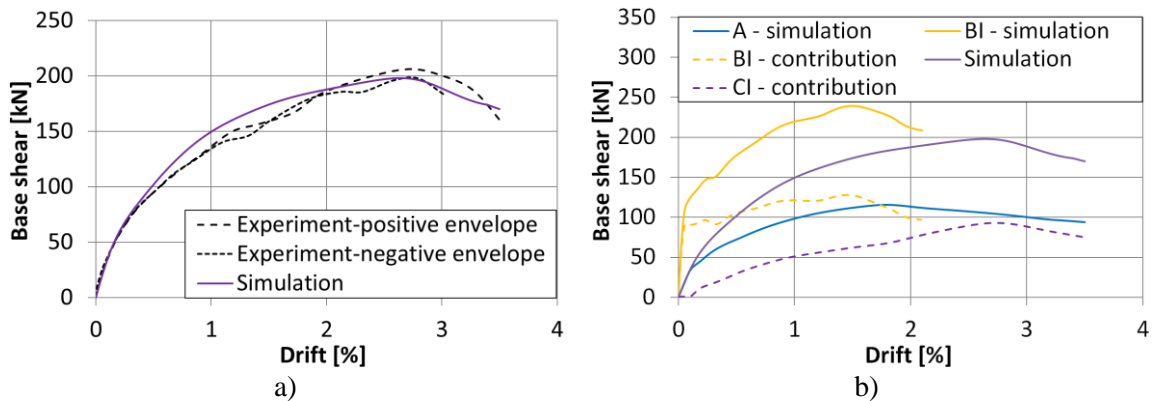 250
200
150
100
50
0
Base shear [kN]
Experiment-positive envelope
Experiment-negative envelope
Simulation
0 1 2 3 4
Drift [%]
a)
350
300
250
200
150
100
50
0
Base shear [kN]
A - simulation
BI - simulation
BI - contribution
Simulation
CI - contribution
0 1 2 3 4
Drift [%]
b)